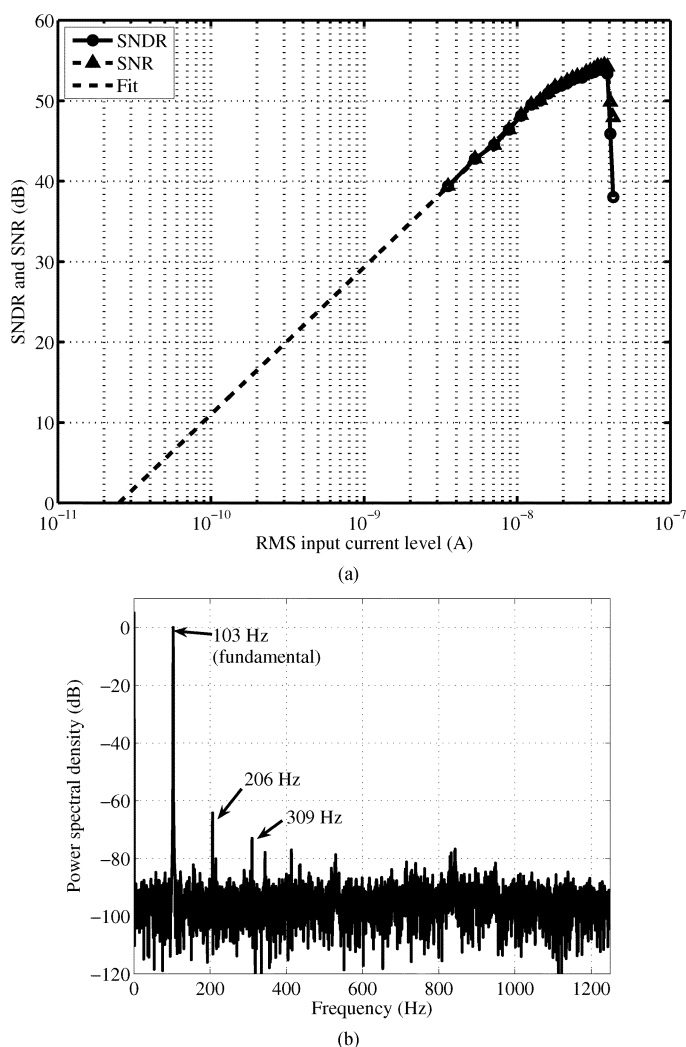 (a)
60
50
40
30
20
10
0
SNDR and SNR (dB)
SNDR
SNR
Fit
10−11 10−10 10−9 10−8 10−7
RMS input current level (A)
(a)
0
−20
−40
−60
−80
−100
−120
Power spectral density (dB)
103 Hz
(fundamental)
206 Hz
309 Hz
0 200 400 600 800 1000 1200
Frequency (Hz)
(b)